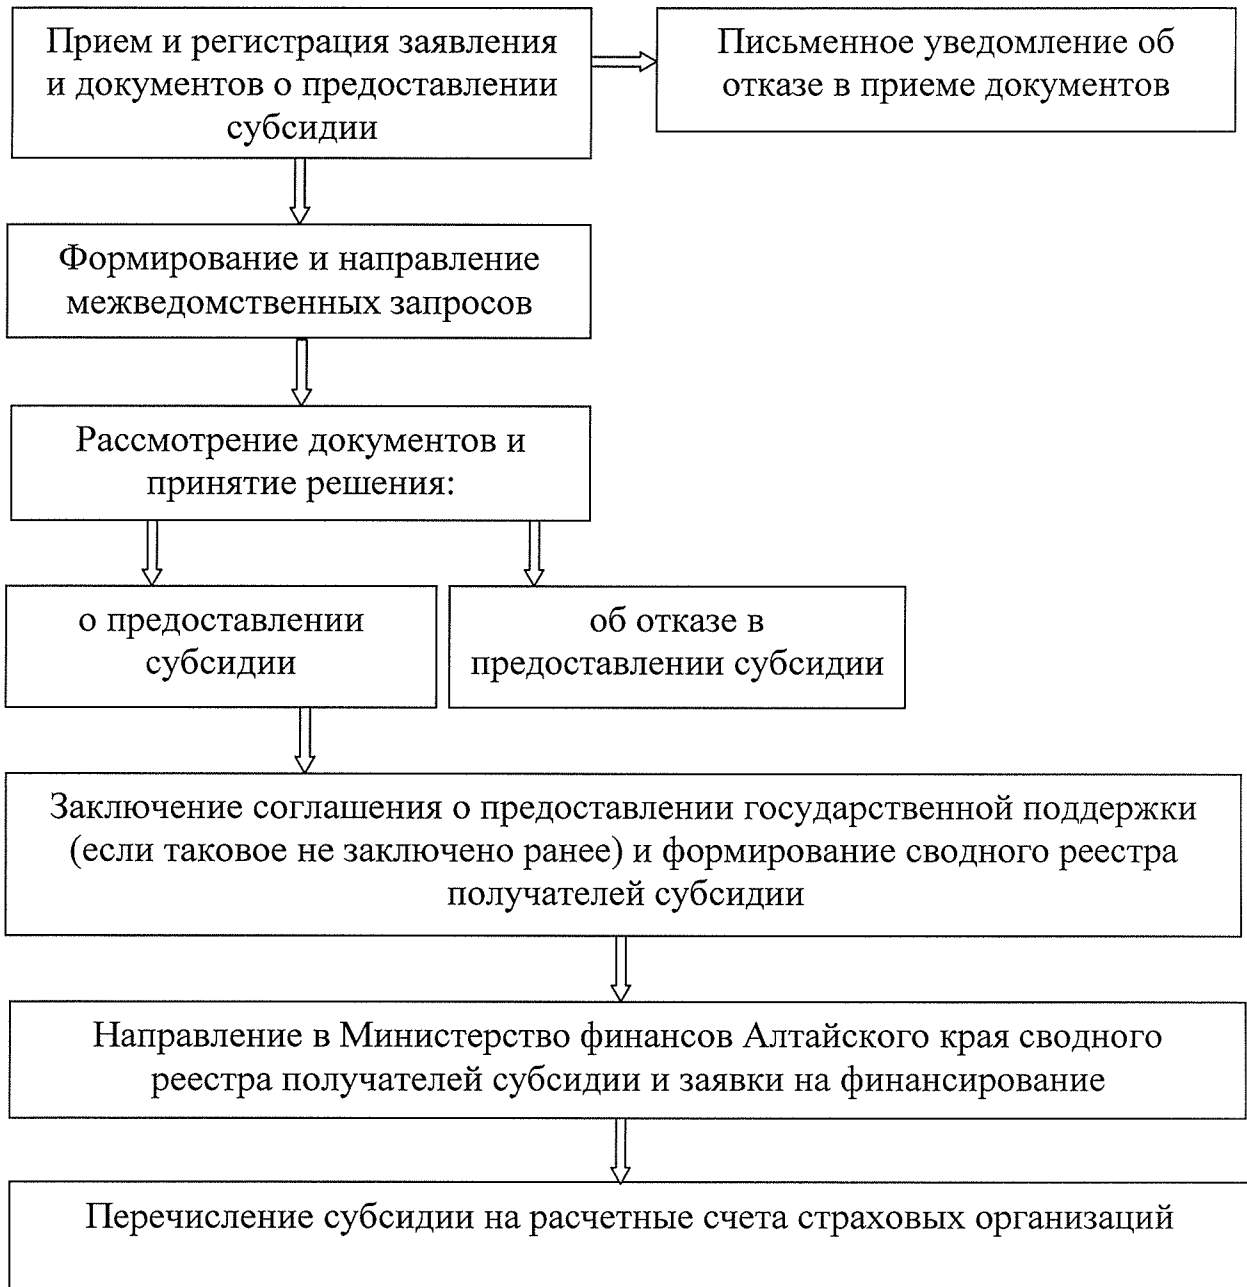 Прием и регистрация заявления
и документов о предоставлении
субсидии
Письменное уведомление об
отказе в приеме документов
Формирование и направление
межведомственных запросов
Рассмотрение документов и
принятие решения:
о предоставлении
субсидии
об отказе в
предоставлении субсидии
Заключение соглашения о предоставлении государственной поддержки
(если таковое не заключено ранее) и формирование сводного реестра
получателей субсидии
Направление в Министерство финансов Алтайского края сводного
реестра получателей субсидии и заявки на финансирование
Перечисление субсидии на расчетные счета страховых организаций